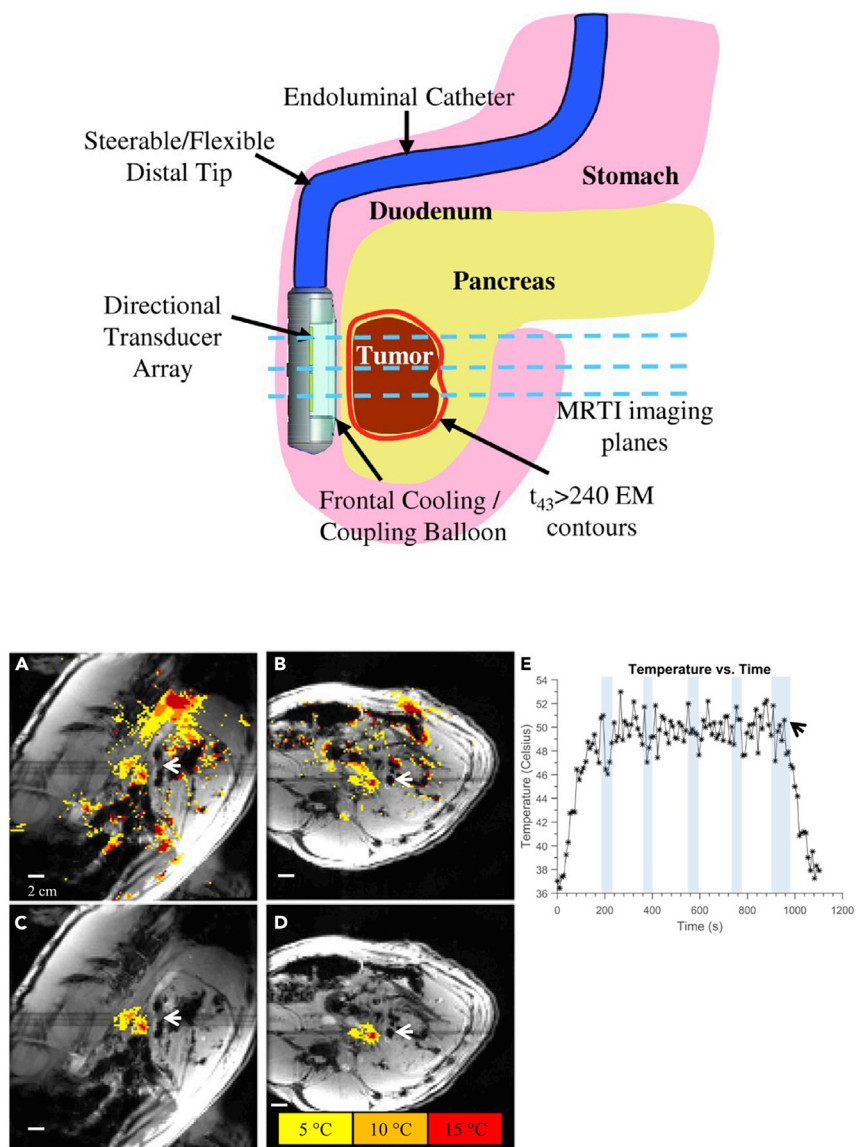 Endoluminal Catheter
Steerable/Flexible
Distal Tip
Stomach
Duodenum
Pancreas
Directional
Transducer
Array
Tumor
MRTI imaging
planes
Frontal Cooling /
Coupling Balloon
t₄₃>240 EM
contours
A
2 cm
B
C
D
5 °C
10 °C
15 °C
E
Temperature vs. Time
Temperature (Celsius)
54
52
50
48
46
44
42
40
38
36
0 200 400 600 800 1000 1200
Time (s)